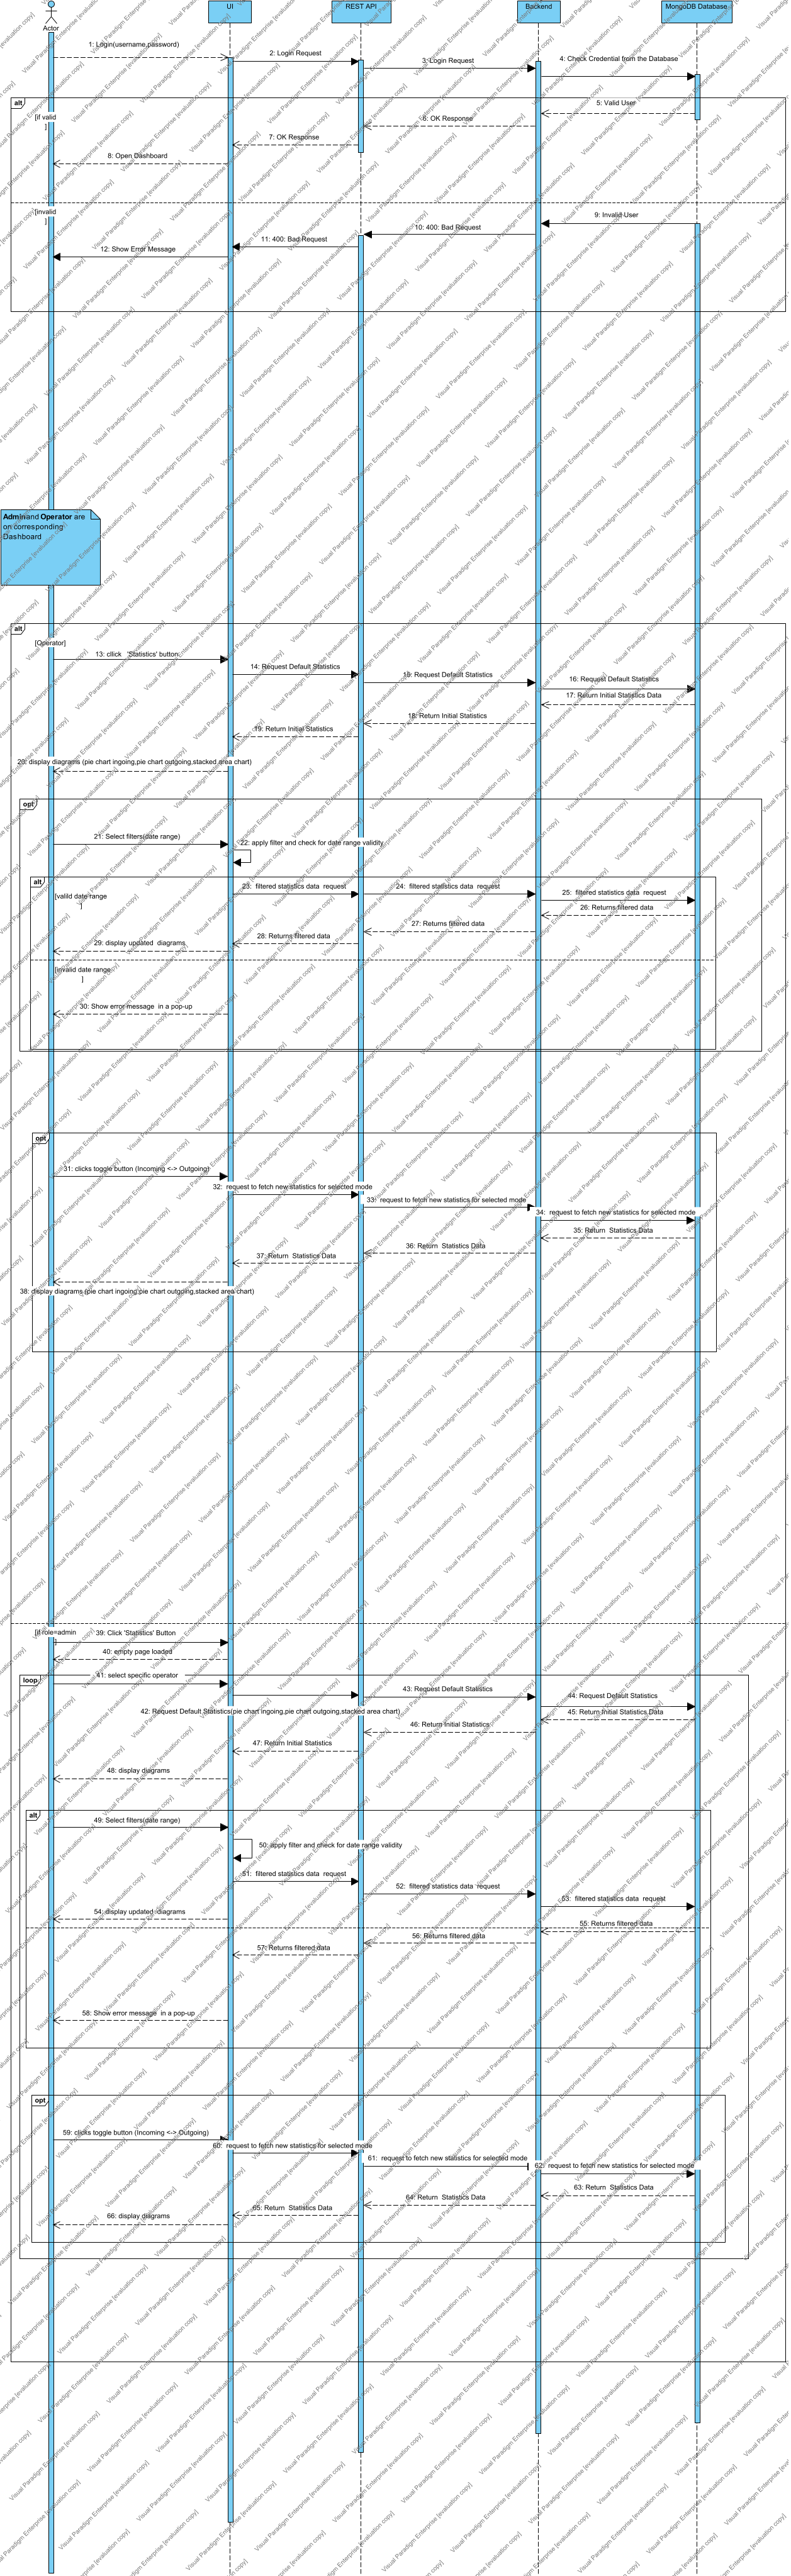 UI
REST API
Backend
MongoDB Database
Actor
1: Login(username,password)
2: Login Request
3: Login Request
4: Check Credential from the Database
alt
[if valid
]
5: Valid User
6: OK Response
7: OK Response
8: Open Dashboard
[invalid
]
9: Invalid User
10: 400: Bad Request
11: 400: Bad Request
12: Show Error Message
Admin and Operator are
on corresponding
Dashboard
alt
[Operator]
13: cliick 'Statistics' button.
14: Request Default Statistics
15: Request Default Statistics
16: Request Default Statistics
17: Return Initial Statistics Data
18: Return Initial Statistics
19: Return Initial Statistics
20: display diagrams (pie chart ingoing,pie chart outgoing,stacked area chart)
opt
21: Select filters(date range)
22: apply filter and check for date range validity
alt
[valilid date range
]
23: filtered statistics data request
24: filtered statistics data request
25: filtered statistics data request
26: Returns filtered data
27: Returns filtered data
28: Returns filtered data
29: display updated diagrams
[invalid date range
]
30: Show error message in a pop-up
opt
31: clicks toggle button (Incoming <-> Outgoing)
32: request to fetch new statistics for selected mode
33: request to fetch new statistics for selected mode
34: request to fetch new statistics for selected mode
35: Return Statistics Data
36: Return Statistics Data
37: Return Statistics Data
38: display diagrams (pie chart ingoing,pie chart outgoing,stacked area chart)
[if role=admin
]
39: Click 'Statistics' Button
40: empty page loaded
loop
41: select specific operator
42: Request Default Statistics(pie chart ingoing,pie chart outgoing,stacked area chart)
43: Request Default Statistics
44: Request Default Statistics
45: Return Initial Statistics Data
46: Return Initial Statistics
47: Return Initial Statistics
48: display diagrams
alt
49: Select filters(date range)
50: apply filter and check for date range validity
51: filtered statistics data request
52: filtered statistics data request
53: filtered statistics data request
54: display updated diagrams
55: Returns filtered data
56: Returns filtered data
57: Returns filtered data
58: Show error message in a pop-up
opt
59: clicks toggle button (Incoming <-> Outgoing)
60: request to fetch new statistics for selected mode
61: request to fetch new statistics for selected mode
62: request to fetch new statistics for selected mode
63: Return Statistics Data
64: Return Statistics Data
65: Return Statistics Data
66: display diagrams
Visual Paradigm Enterprise [evaluation copy]